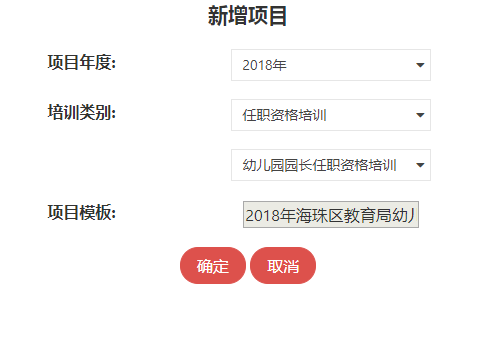 新增项目
项目年度: 2018年
培训类别: 任职资格培训
幼儿园园长任职资格培训
项目模板: 2018年海珠区教育局幼
确定 取消